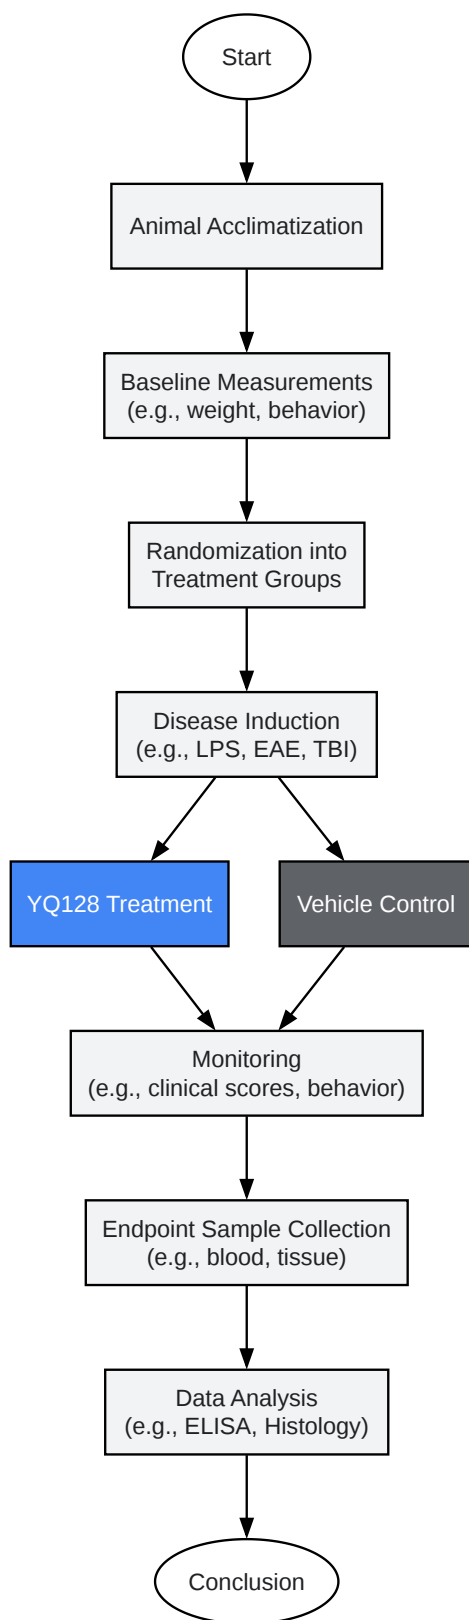 Start
Animal Acclimatization
Baseline Measurements
(e.g., weight, behavior)
Randomization into
Treatment Groups
Disease Induction
(e.g., LPS, EAE, TBI)
YQ128 Treatment
Vehicle Control
Monitoring
(e.g., clinical scores, behavior)
Endpoint Sample Collection
(e.g., blood, tissue)
Data Analysis
(e.g., ELISA, Histology)
Conclusion